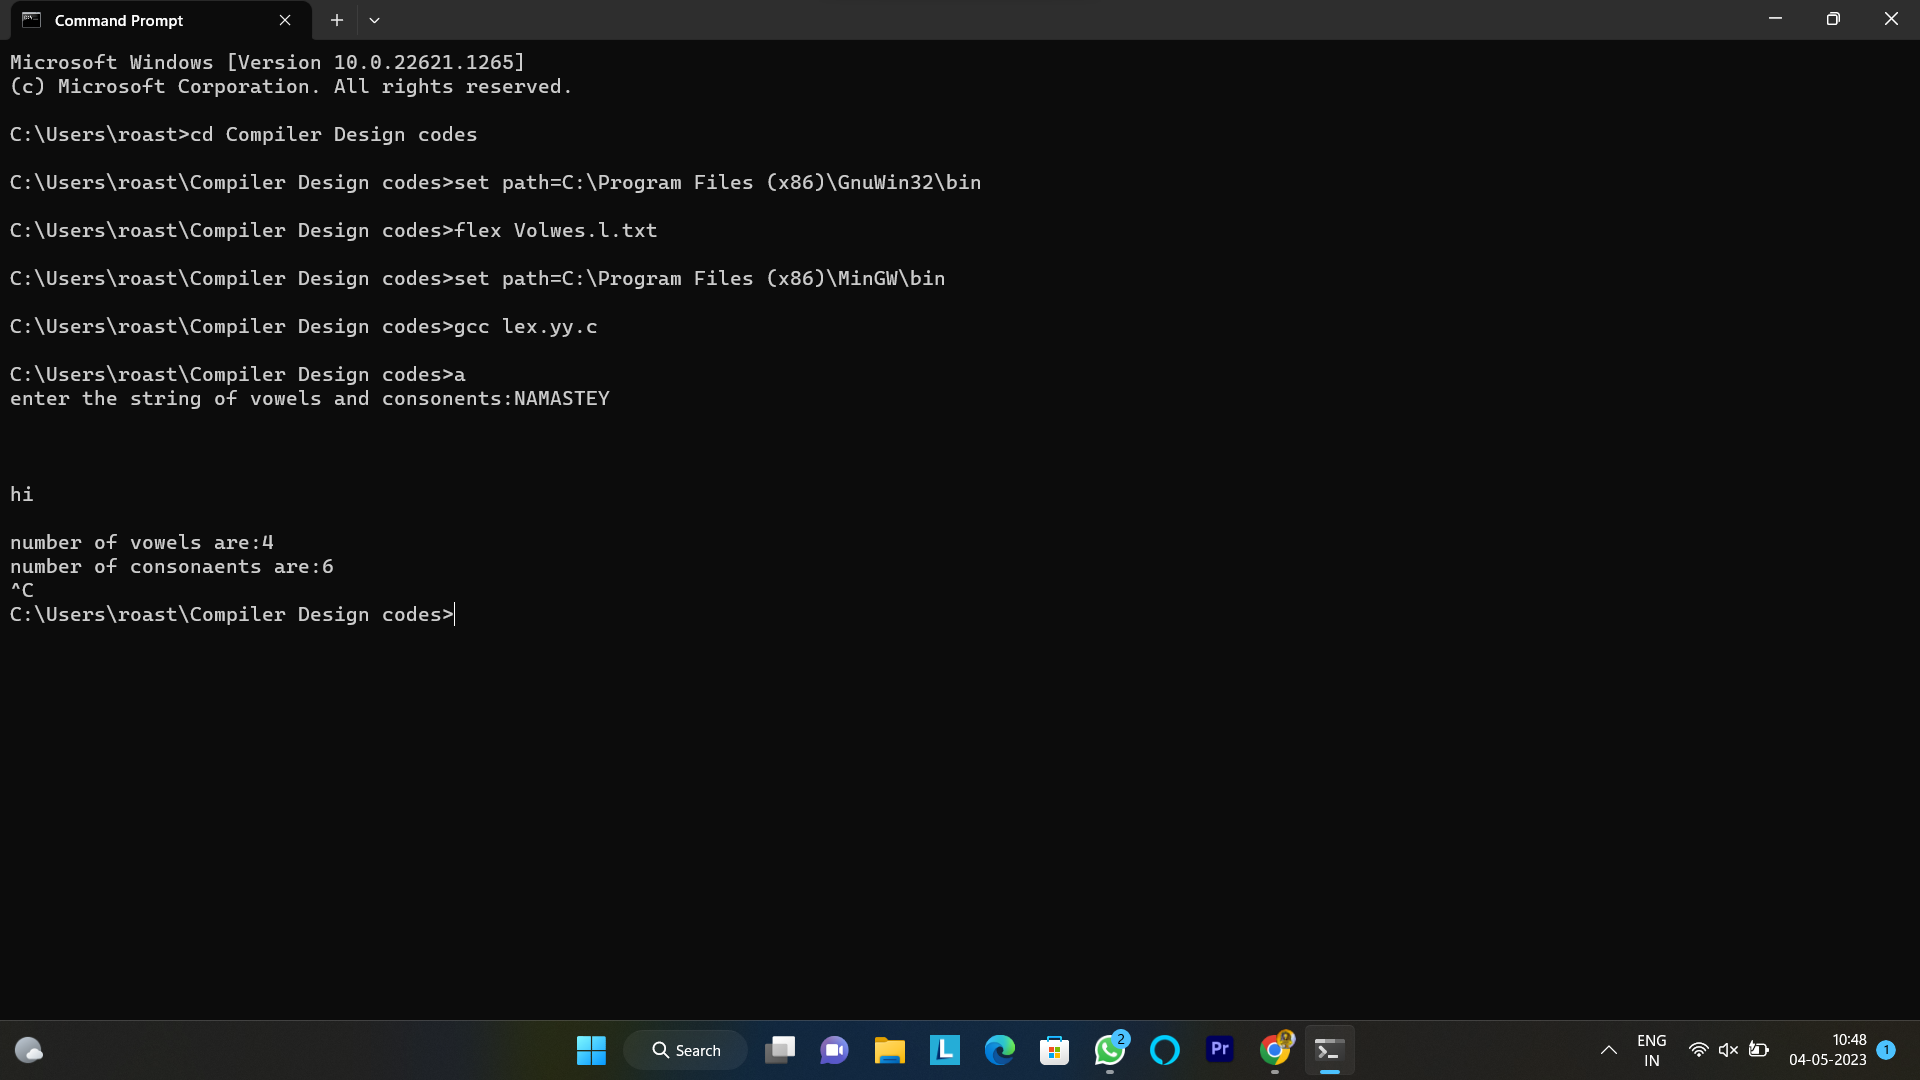 Command Prompt
Microsoft Windows [Version 10.0.22621.1265]
(c) Microsoft Corporation. All rights reserved.
C:\Users\roast>cd Compiler Design codes
C:\Users\roast\Compiler Design codes>set path=C:\Program Files (x86)\GnuWin32\bin
C:\Users\roast\Compiler Design codes>flex Volwes.l.txt
C:\Users\roast\Compiler Design codes>set path=C:\Program Files (x86)\MinGW\bin
C:\Users\roast\Compiler Design codes>gcc lex.yy.c
C:\Users\roast\Compiler Design codes>a
enter the string of vowels and consonents:NAMASTEY
hi
number of vowels are:4
number of consonaents are:6
^C
C:\Users\roast\Compiler Design codes>
Search
L
2
Pr
ENG
IN
10:48
04-05-2023
1